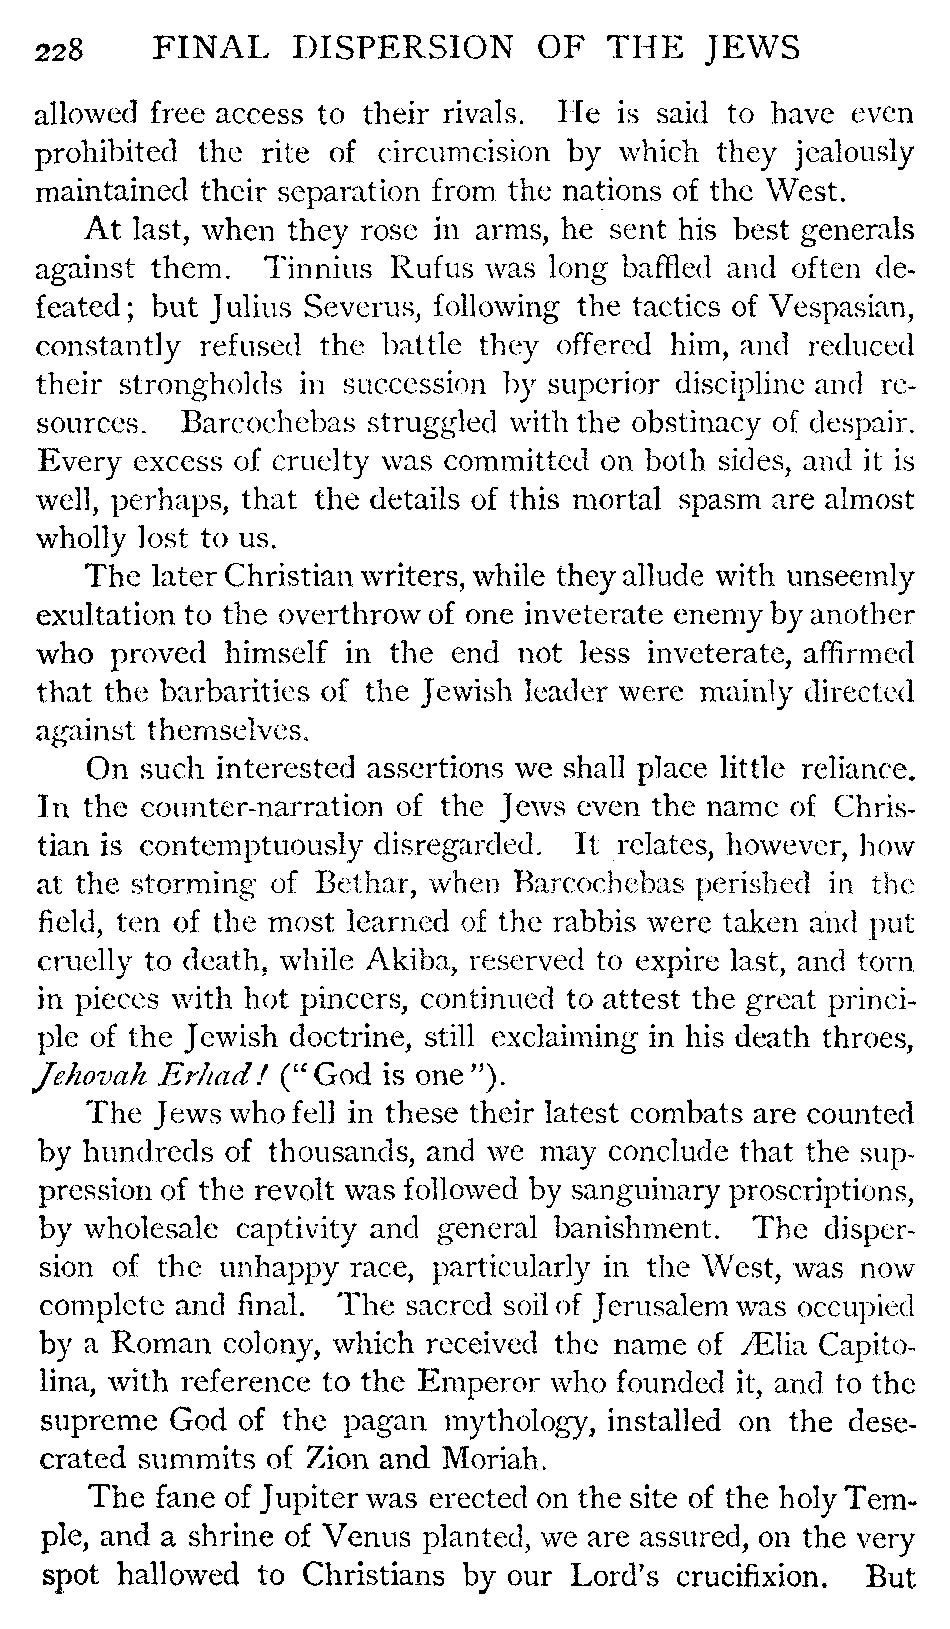 228 FINAL DISPERSION OF THE JEWS
allowed free access to their rivals. He is said to have even
prohibited the rite of circumcision by which they jealously
maintained their separation from the nations of the West.
At last, when they rose in arms, he sent his best generals
against them. Tinnius Rufus was long baffled and often de-
feated; but Julius Severus, following the tactics of Vespasian,
constantly refused the battle they offered him, and reduced
their strongholds in succession by superior discipline and re-
sources. Barcochebas struggled with the obstinacy of despair.
Every excess of cruelty was committed on both sides, and it is
well, perhaps, that the details of this mortal spasm are almost
wholly lost to us.
The later Christian writers, while they allude with unseemly
exultation to the overthrow of one inveterate enemy by another
who proved himself in the end not less inveterate, affirmed
that the barbarities of the Jewish leader were mainly directed
against themselves.
On such interested assertions we shall place little reliance.
In the counter-narration of the Jews even the name of Chris-
tian is contemptuously disregarded. It relates, however, how
at the storming of Bethar, when Barcochebas perished in the
field, ten of the most learned of the rabbis were taken and put
cruelly to death, while Akiba, reserved to expire last, and torn
in pieces with hot pincers, continued to attest the great princi-
ple of the Jewish doctrine, still exclaiming in his death throes,
Jehovah Erhad! ("God is one").
The Jews who fell in these their latest combats are counted
by hundreds of thousands, and we may conclude that the sup-
pression of the revolt was followed by sanguinary proscriptions,
by wholesale captivity and general banishment. The disper-
sion of the unhappy race, particularly in the West, was now
complete and final. The sacred soil of Jerusalem was occupied
by a Roman colony, which received the name of Ælia Capito-
lina, with reference to the Emperor who founded it, and to the
supreme God of the pagan mythology, installed on the dese-
crated summits of Zion and Moriah.
The fane of Jupiter was erected on the site of the holy Tem-
ple, and a shrine of Venus planted, we are assured, on the very
spot hallowed to Christians by our Lord's crucifixion. But